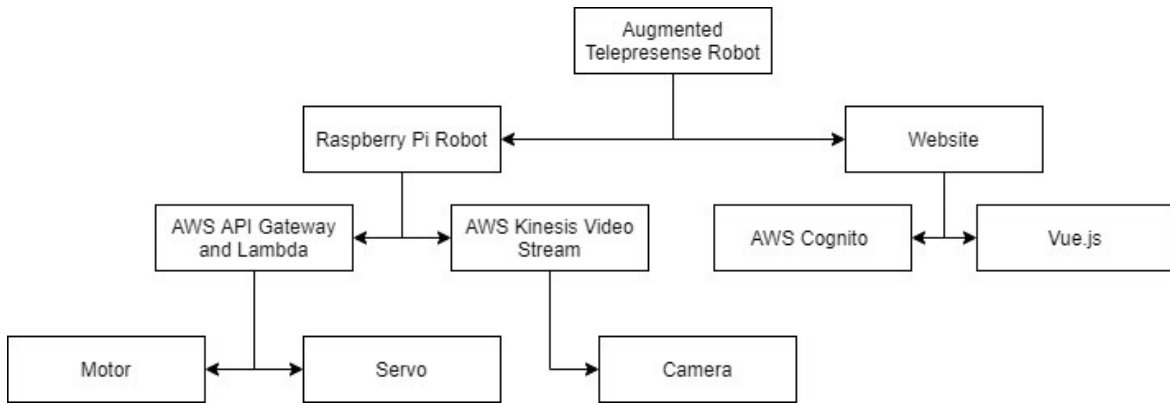 Augmented
Telepresense Robot
Raspberry Pi Robot
Website
AWS API Gateway
and Lambda
AWS Kinesis Video
Stream
AWS Cognito
Vue.js
Motor
Servo
Camera